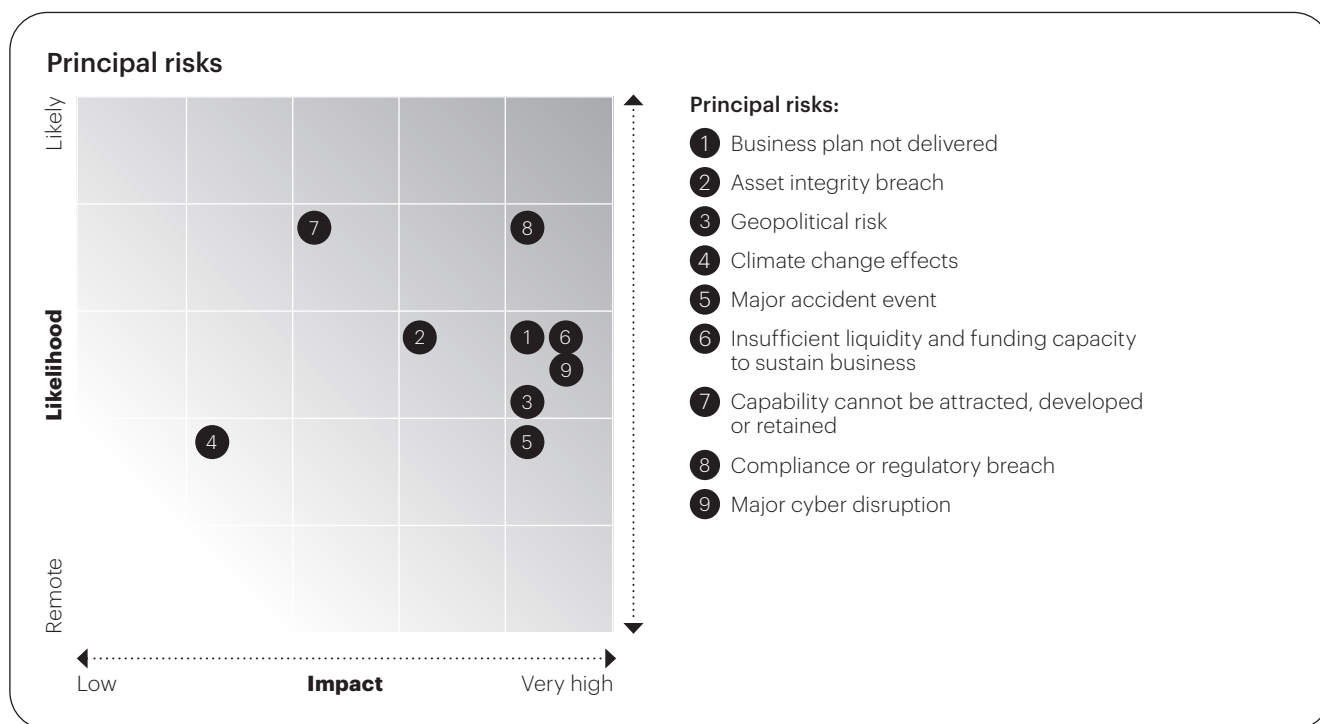 Principal risks
Likely
Likelihood
Remote
7
8
2
1
6
9
3
4
5
Low
Impact
Very high
Principal risks:
1 Business plan not delivered
2 Asset integrity breach
3 Geopolitical risk
4 Climate change effects
5 Major accident event
6 Insufficient liquidity and funding capacity
to sustain business
7 Capability cannot be attracted, developed
or retained
8 Compliance or regulatory breach
9 Major cyber disruption